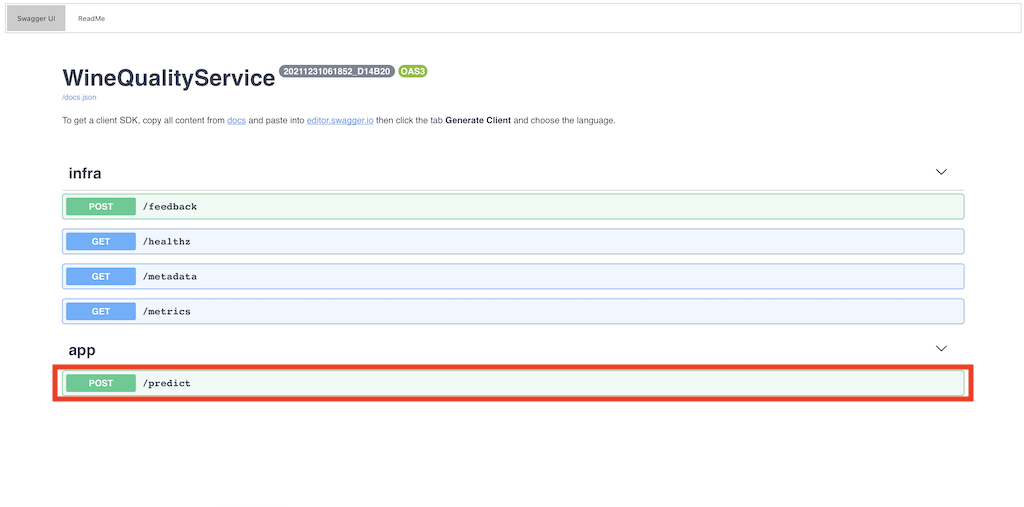 Swagger UI ReadMe
WineQualityService 20211231061852_D14B20 OAS3
/docs.json
To get a client SDK, copy all content from docs and paste into editor.swagger.io then click the tab Generate Client and choose the language.
infra
POST /feedback
GET /healthz
GET /metadata
GET /metrics
app
POST /predict